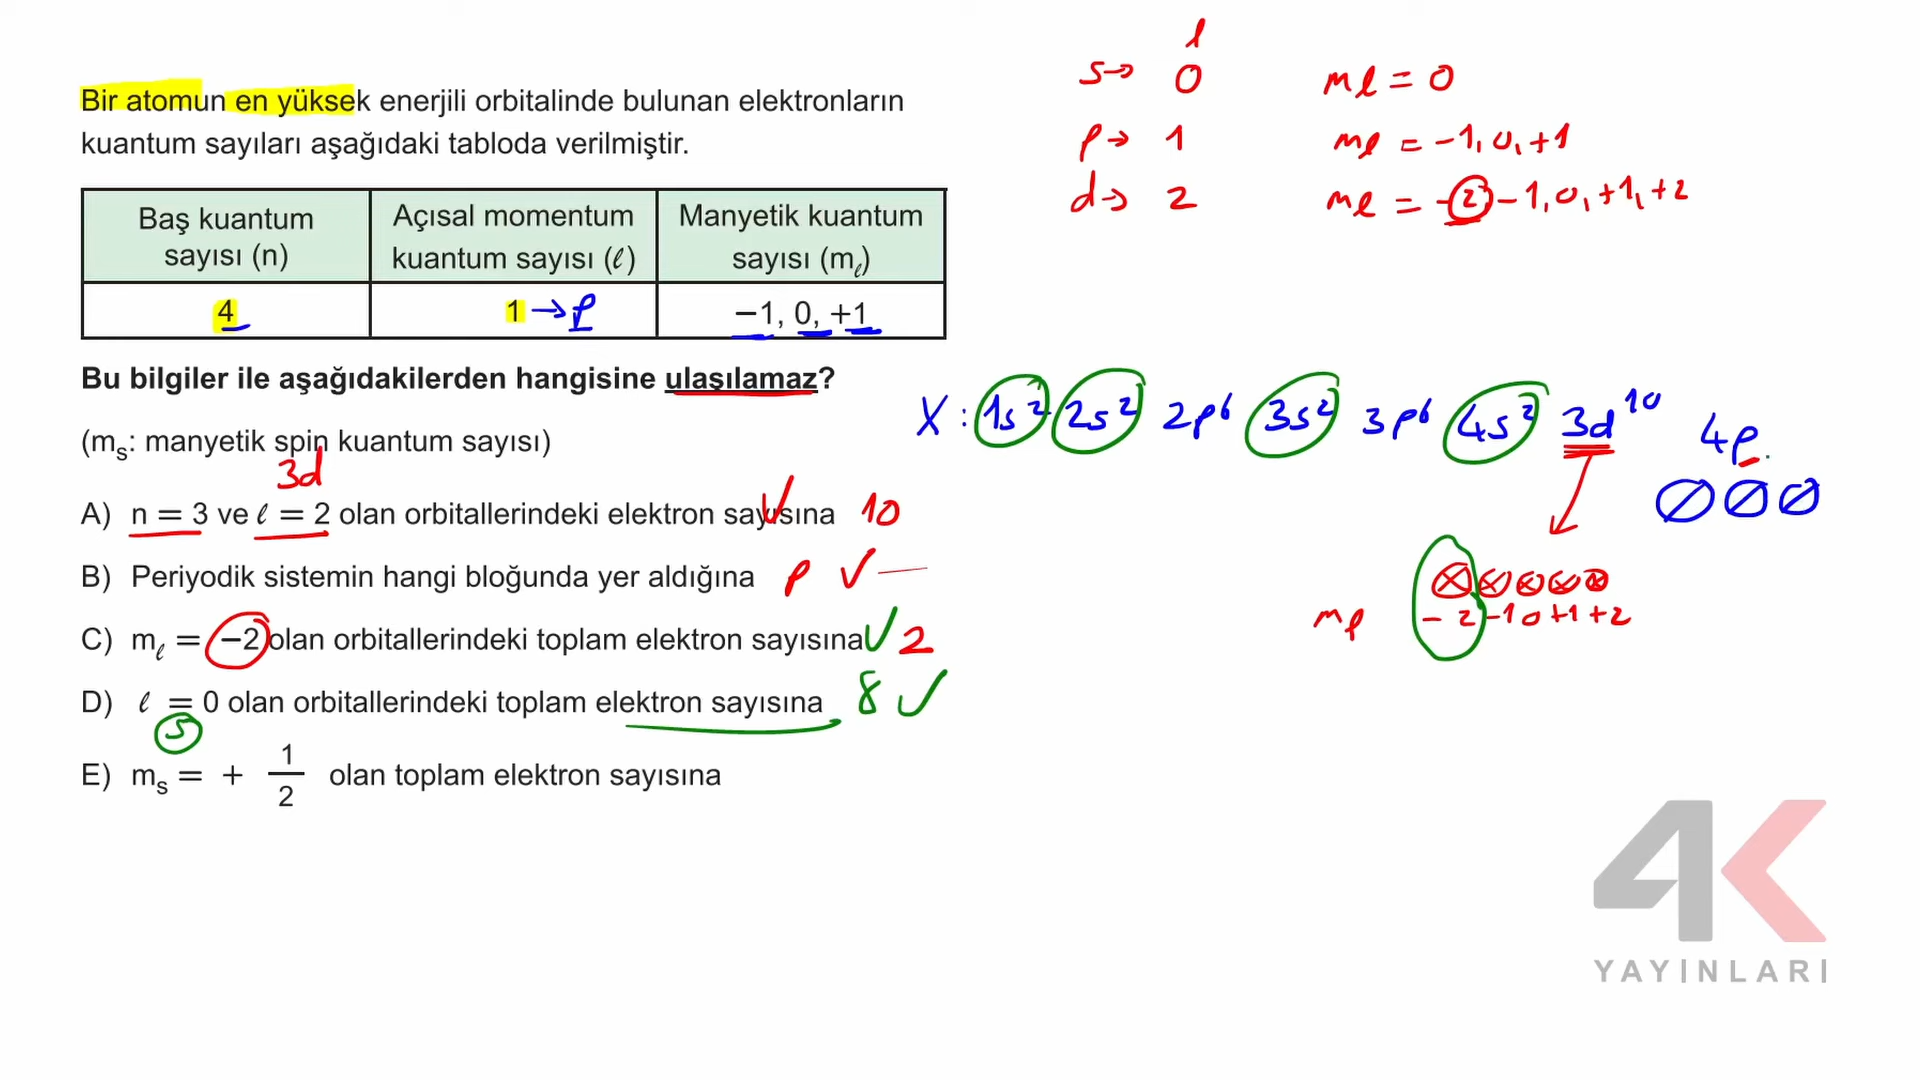 Bir atomun en yüksek enerjili orbitalinde bulunan elektronların
kuantum sayıları aşağıdaki tabloda verilmiştir.
Baş kuantum sayısı (n) Açısal momentum kuantum sayısı (ℓ) Manyetik kuantum sayısı (mℓ)
4 1 → p −1, 0, +1
Bu bilgiler ile aşağıdakilerden hangisine ulaşılamaz?
(ms: manyetik spin kuantum sayısı)
3d
A) n = 3 ve ℓ = 2 olan orbitallerindeki elektron sayısına 10
B) Periyodik sistemin hangi bloğunda yer aldığına p
C) mℓ = −2 olan orbitallerindeki toplam elektron sayısına 2
D) ℓ = 0 olan orbitallerindeki toplam elektron sayısına 8
s
E) ms = + 1/2 olan toplam elektron sayısına
l
s→ 0 mℓ = 0
p→ 1 mℓ = -1, 0, +1
d→ 2 mℓ = -2, -1, 0, +1, +2
X: 1s² 2s² 2p⁶ 3s² 3p⁶ 4s² 3d¹⁰ 4p
mℓ -2 -1 0 +1 +2
4K
YAYINLARI